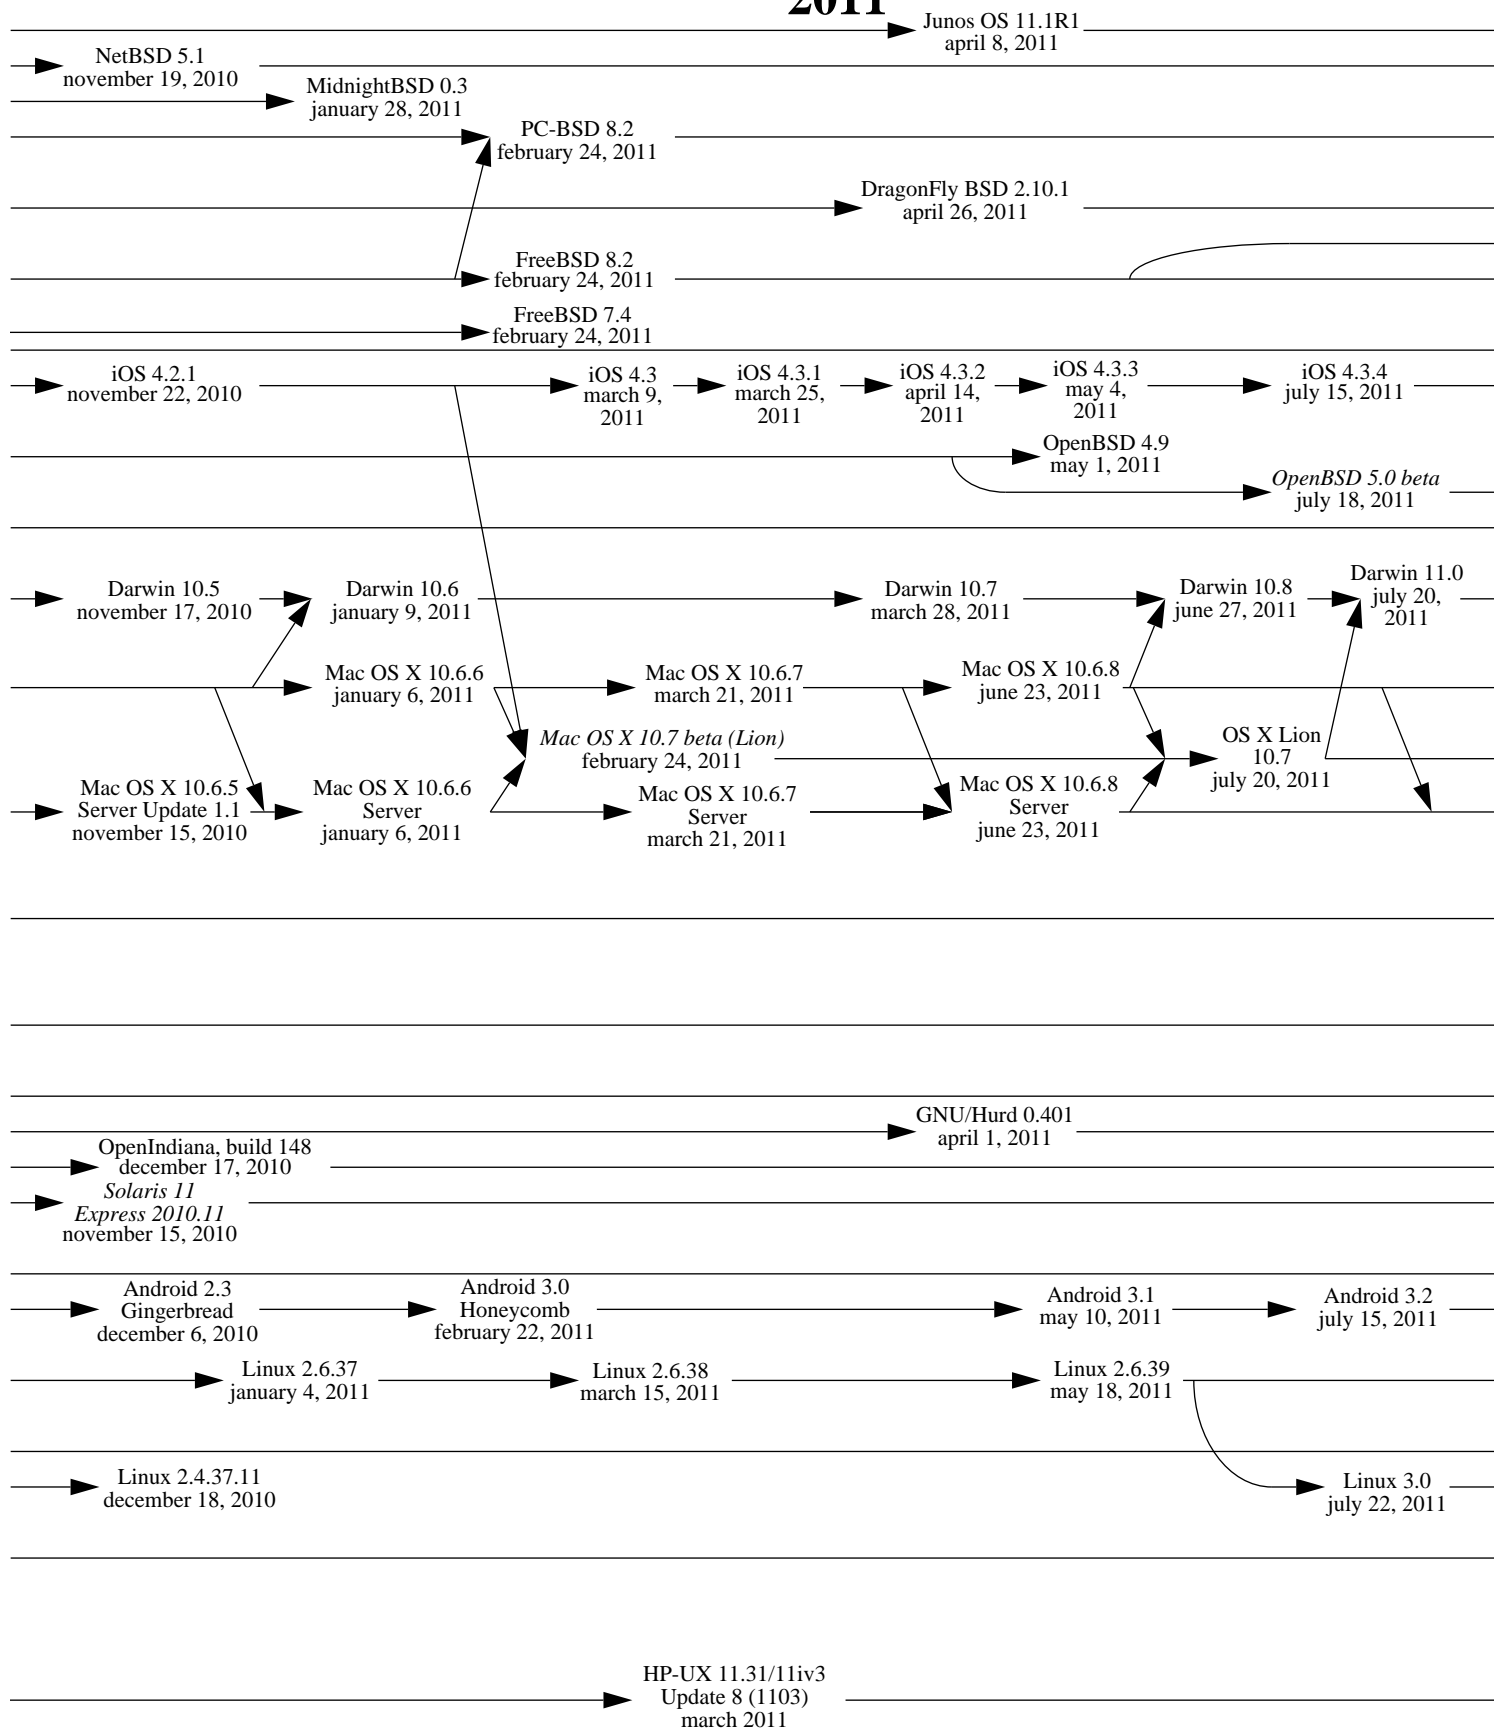 2011
Junos OS 11.1R1
april 8, 2011
NetBSD 5.1
november 19, 2010
MidnightBSD 0.3
january 28, 2011
PC-BSD 8.2
february 24, 2011
DragonFly BSD 2.10.1
april 26, 2011
FreeBSD 8.2
february 24, 2011
FreeBSD 7.4
february 24, 2011
iOS 4.2.1
november 22, 2010
iOS 4.3
march 9,
2011
iOS 4.3.1
march 25,
2011
iOS 4.3.2
april 14,
2011
iOS 4.3.3
may 4,
2011
iOS 4.3.4
july 15, 2011
OpenBSD 4.9
may 1, 2011
OpenBSD 5.0 beta
july 18, 2011
Darwin 10.5
november 17, 2010
Darwin 10.6
january 9, 2011
Darwin 10.7
march 28, 2011
Darwin 10.8
june 27, 2011
Darwin 11.0
july 20,
2011
Mac OS X 10.6.6
january 6, 2011
Mac OS X 10.6.7
march 21, 2011
Mac OS X 10.6.8
june 23, 2011
Mac OS X 10.7 beta (Lion)
february 24, 2011
OS X Lion
10.7
july 20, 2011
Mac OS X 10.6.5
Server Update 1.1
november 15, 2010
Mac OS X 10.6.6
Server
january 6, 2011
Mac OS X 10.6.7
Server
march 21, 2011
Mac OS X 10.6.8
Server
june 23, 2011
GNU/Hurd 0.401
april 1, 2011
OpenIndiana, build 148
december 17, 2010
Solaris 11
Express 2010.11
november 15, 2010
Android 2.3
Gingerbread
december 6, 2010
Android 3.0
Honeycomb
february 22, 2011
Android 3.1
may 10, 2011
Android 3.2
july 15, 2011
Linux 2.6.37
january 4, 2011
Linux 2.6.38
march 15, 2011
Linux 2.6.39
may 18, 2011
Linux 2.4.37.11
december 18, 2010
Linux 3.0
july 22, 2011
HP-UX 11.31/11iv3
Update 8 (1103)
march 2011